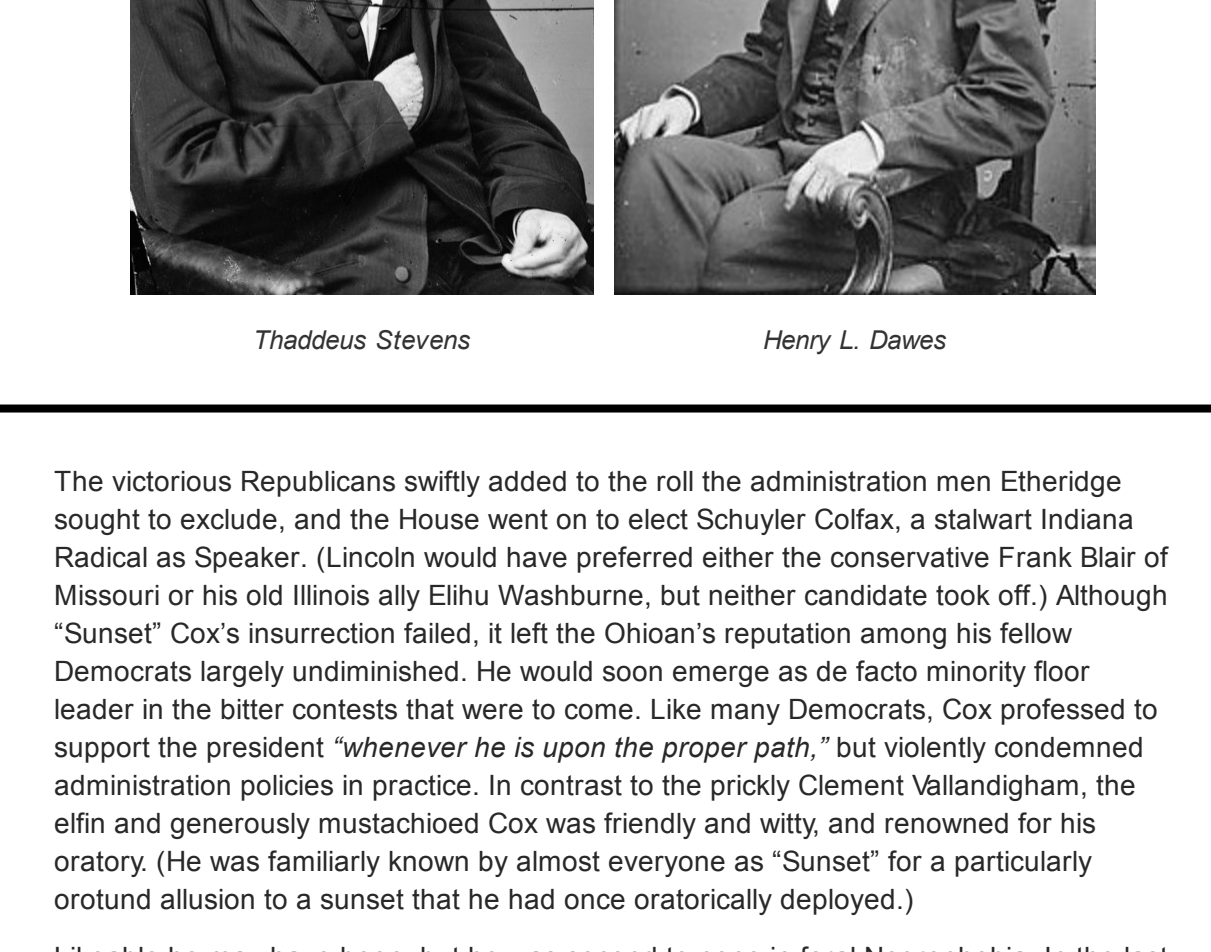 Thaddeus Stevens
Henry L. Dawes
The victorious Republicans swiftly added to the roll the administration men Etheridge
sought to exclude, and the House went on to elect Schuyler Colfax, a stalwart Indiana
Radical as Speaker. (Lincoln would have preferred either the conservative Frank Blair of
Missouri or his old Illinois ally Elihu Washburne, but neither candidate took off.) Although
“Sunset” Cox’s insurrection failed, it left the Ohioan’s reputation among his fellow
Democrats largely undiminished. He would soon emerge as de facto minority floor
leader in the bitter contests that were to come. Like many Democrats, Cox professed to
support the president “whenever he is upon the proper path,” but violently condemned
administration policies in practice. In contrast to the prickly Clement Vallandigham, the
elfin and generously mustachioed Cox was friendly and witty, and renowned for his
oratory. (He was familiarly known by almost everyone as “Sunset” for a particularly
orotund allusion to a sunset that he had once oratorically deployed.)